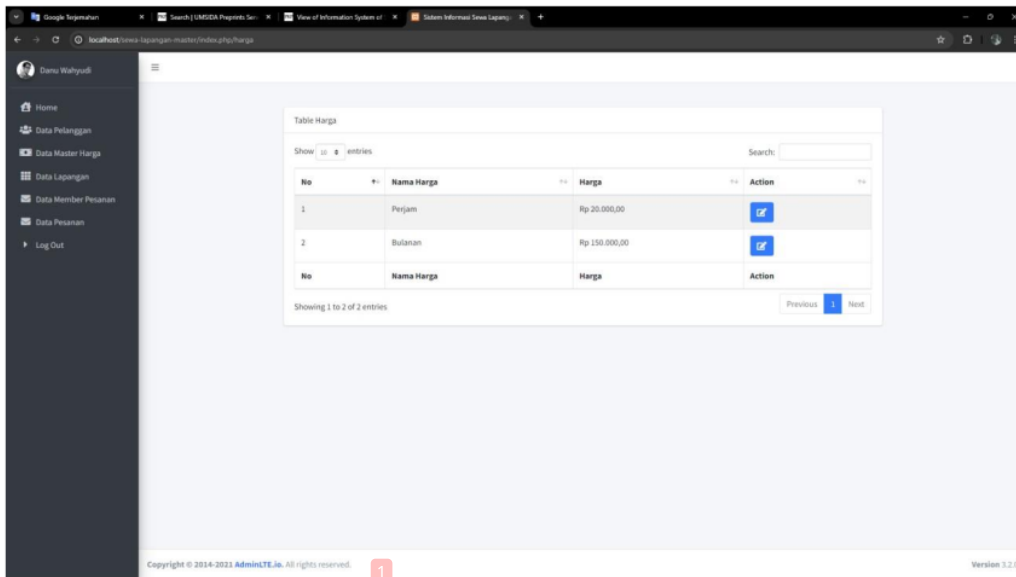 Google Terjemahan
Search | UMSIDA Preprints Ser
View of Information System of
Sistem Informasi Sewa Lapang
localhost/sewa-lapangan-master/index.php/harga
Danu Wahyudi
Home
Data Pelanggan
Data Master Harga
Data Lapangan
Data Member Pesanan
Data Pesanan
Log Out
Table Harga
Show 10 entries
Search:
No Nama Harga Harga Action
1 Perjam Rp 20.000,00
2 Bulanan Rp 150.000,00
No Nama Harga Harga Action
Showing 1 to 2 of 2 entries
Previous 1 Next
Copyright © 2014-2021 AdminLTE.io. All rights reserved.
1
Version 3.2.0